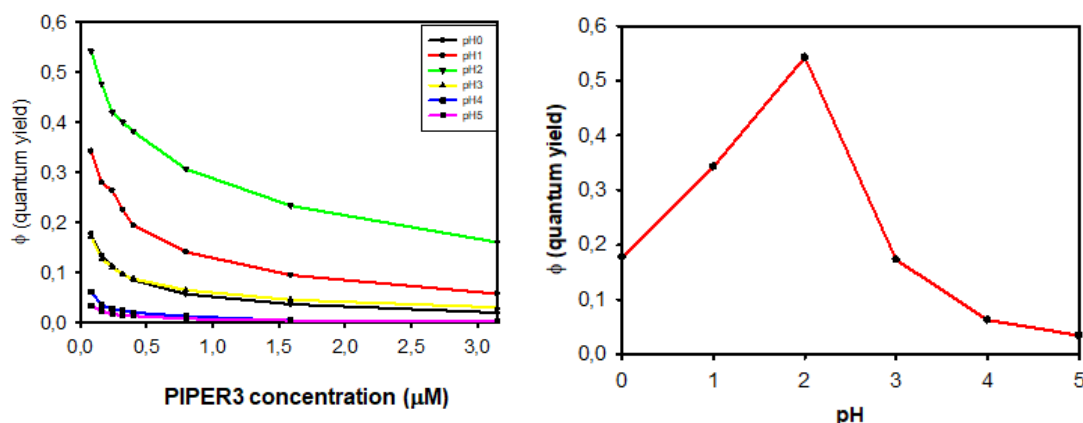 0,6
0,5
0,4
0,3
0,2
0,1
0,0
ϕ (quantum yield)
pH0
pH1
pH2
pH3
pH4
pH5
0,0 0,5 1,0 1,5 2,0 2,5 3,0
PIPER3 concentration (μM)
0,6
0,5
0,4
0,3
0,2
0,1
0,0
ϕ (quantum yield)
0 1 2 3 4 5
pH